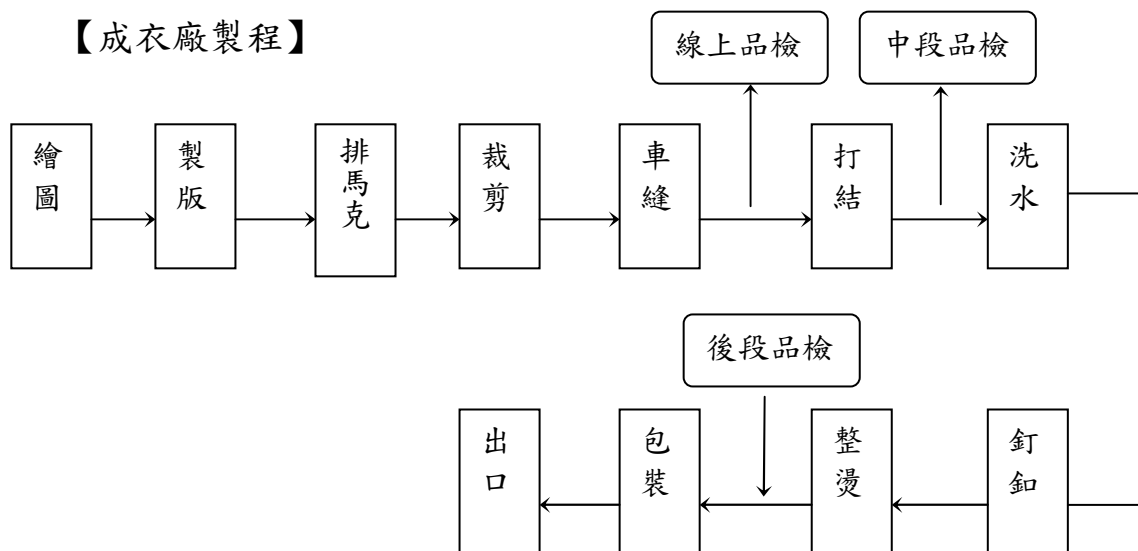 【成衣廠製程】
線上品檢
中段品檢
繪圖
製版
排馬克
裁剪
車縫
打結
洗水
後段品檢
出口
包裝
整燙
釘釦